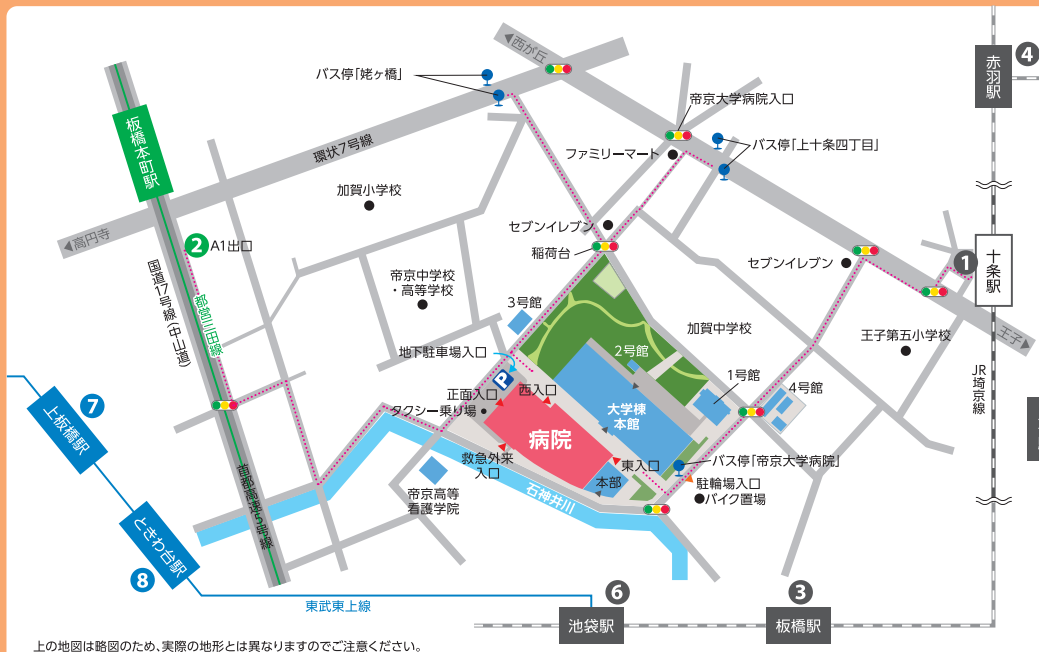 西が丘
バス停「姥ヶ橋」
4
赤羽駅
帝京大学病院入口
バス停「上十条四丁目」
ファミリーマート
板橋本町駅
環状7号線
加賀小学校
セブンイレブン
稲荷台
高円寺
2
A1出口
セブンイレブン
1
十条駅
国道17号線(中山道)
都営三田線
帝京中学校
・高等学校
3号館
加賀中学校
王子第五小学校
王子
地下駐車場入口
P
2号館
JR埼京線
正面入口
西入口
1号館
4号館
タクシー乗り場
大学棟
本館
7
上板橋駅
病院
救急外来
入口
東入口
バス停「帝京大学病院」
本部
駐輪場入口
バイク置場
帝京高等
看護学院
石神井川
首都高速5号線
ときわ台駅
8
東武東上線
6
池袋駅
3
板橋駅
上の地図は略図のため、実際の地形とは異なりますのでご注意ください。